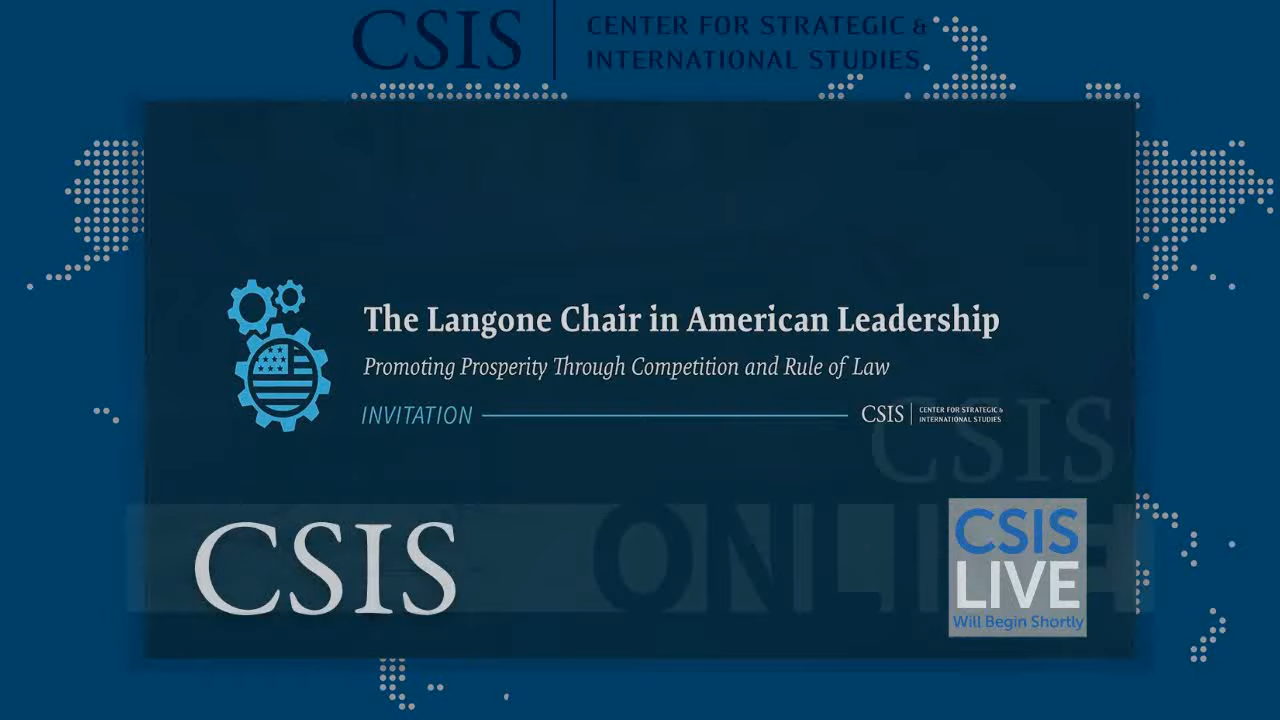 CSIS
CENTER FOR STRATEGIC &
INTERNATIONAL STUDIES
The Langone Chair in American Leadership
Promoting Prosperity Through Competition and Rule of Law
INVITATION
CSIS
CENTER FOR STRATEGIC &
INTERNATIONAL STUDIES
CSIS
CSIS
ONLINE
CSIS
LIVE
Will Begin Shortly